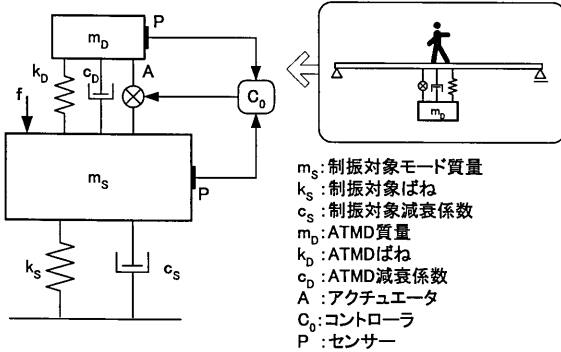 P
m_D
k_D
c_D
A
f
C_0
m_S
P
k_S
c_S
m_D
m_S:制振対象モード質量
k_S:制振対象ばね
c_S:制振対象減衰係数
m_D:ATMD質量
k_D:ATMDばね
c_D:ATMD減衰係数
A :アクチュエータ
C_0:コントローラ
P :センサー